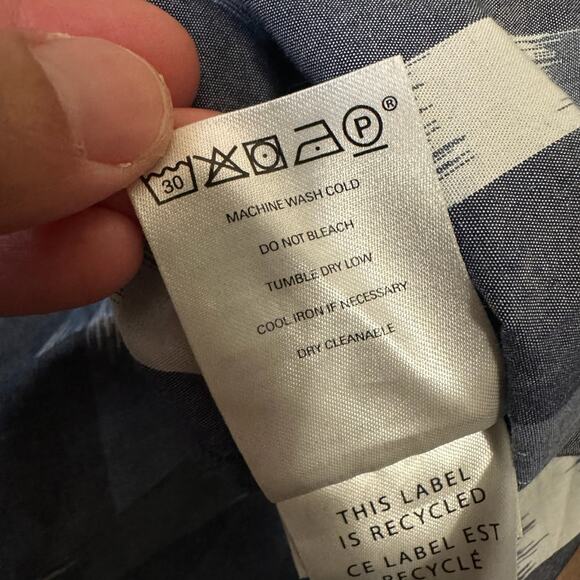 30 P ®
MACHINE WASH COLD
DO NOT BLEACH
TUMBLE DRY LOW
COOL IRON IF NECESSARY
DRY CLEANABLE
THIS LABEL
IS RECYCLED
CE LABEL EST
RECYCLÉ